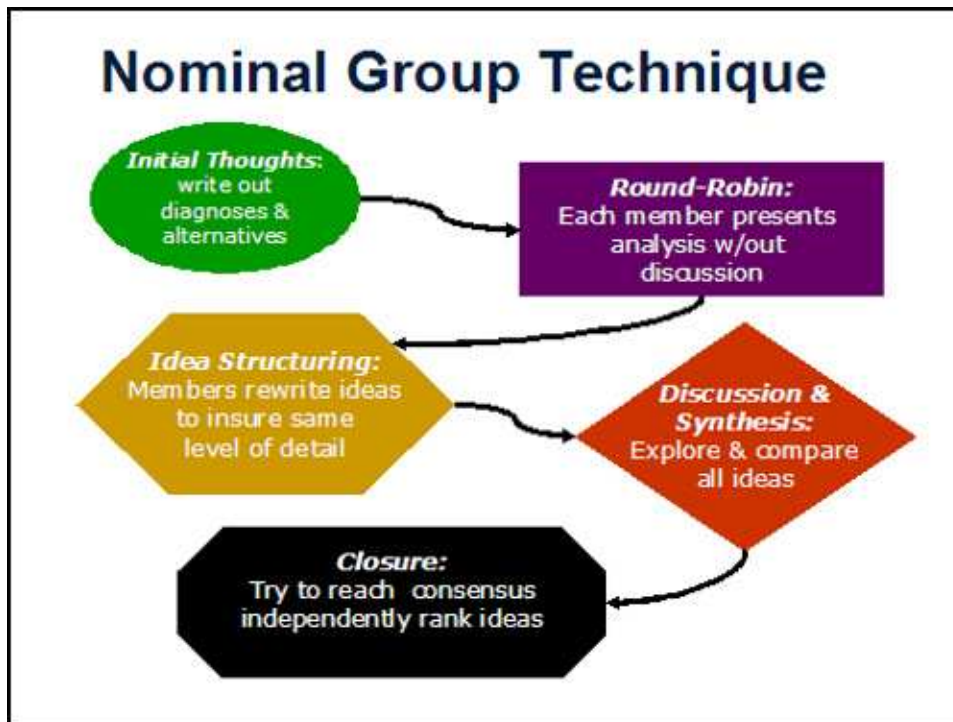 Nominal Group Technique
Initial Thoughts:
write out
diagnoses &
alternatives
Round-Robin:
Each member presents
analysis w/out
discussion
Idea Structuring:
Members rewrite ideas
to insure same
level of detail
Discussion &
Synthesis:
Explore & compare
all ideas
Closure:
Try to reach consensus
independently rank ideas